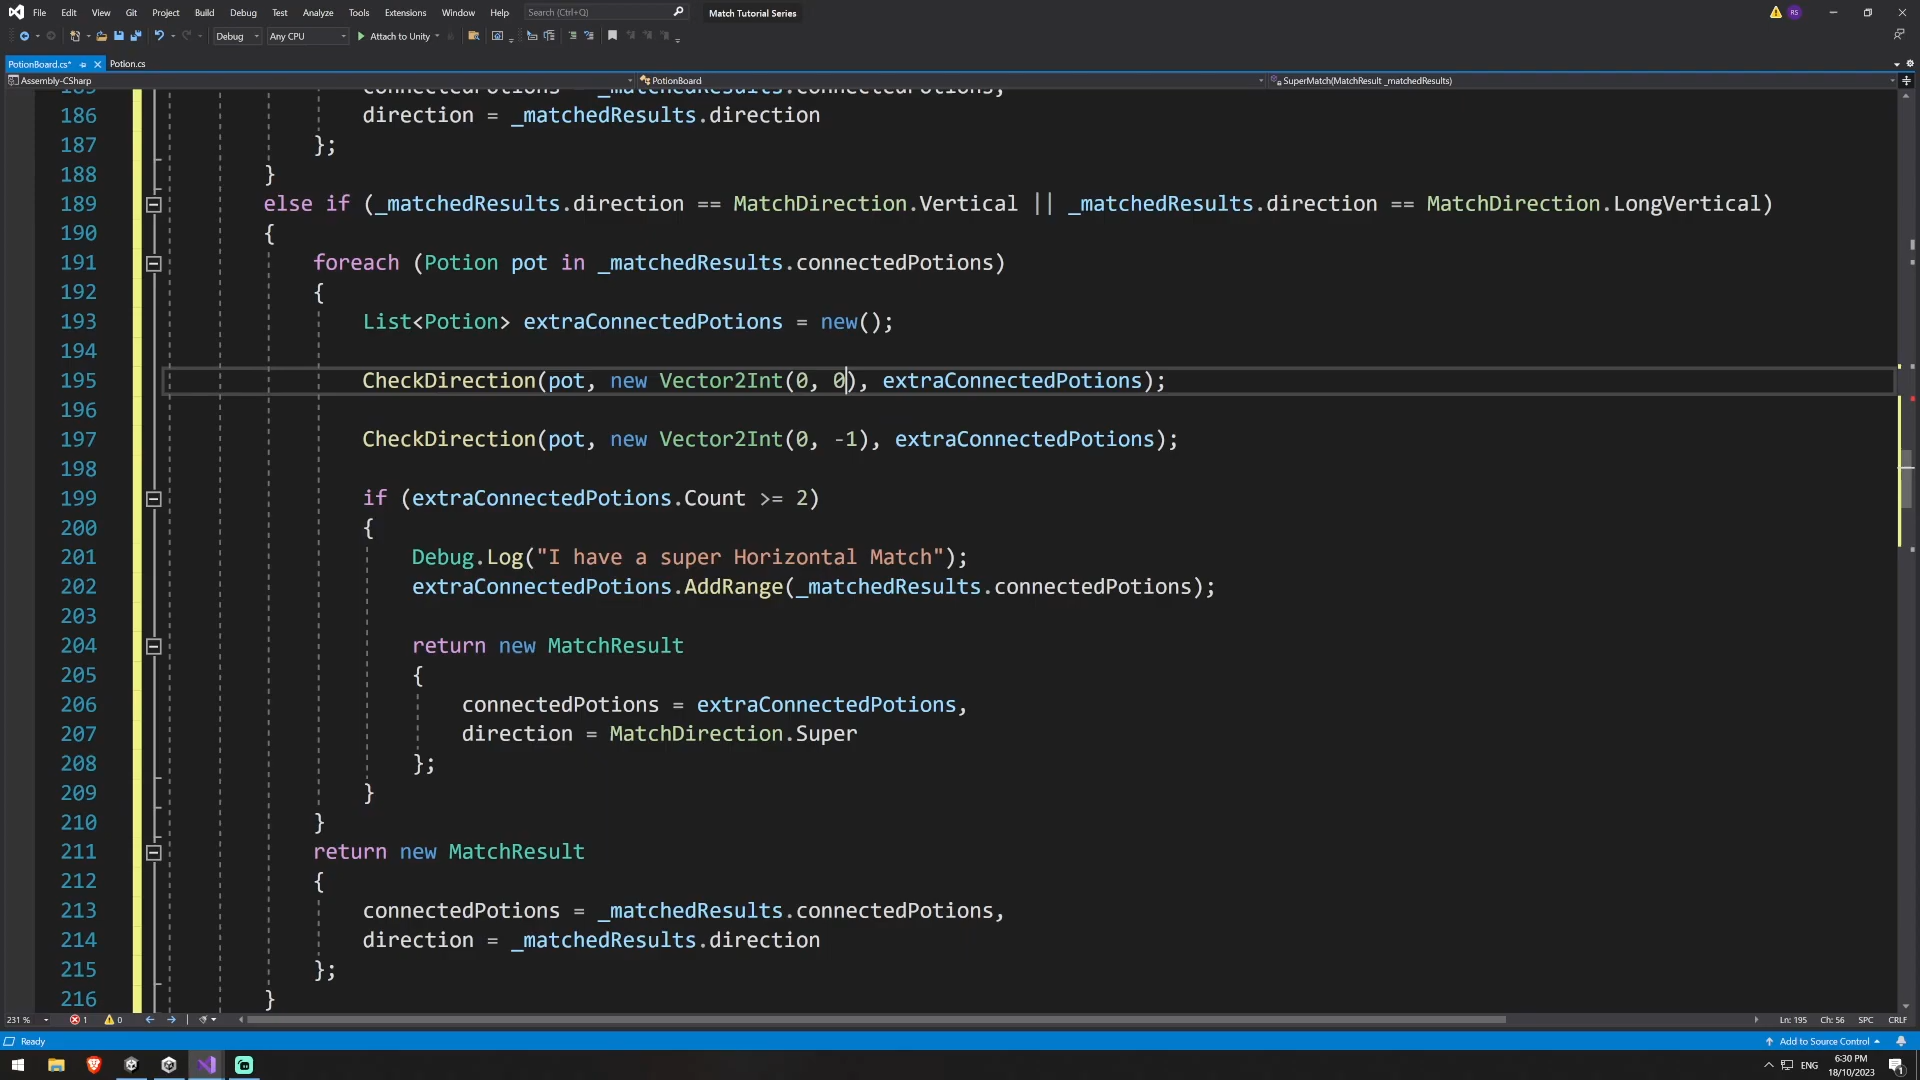 File Edit View Git Project Build Debug Test Analyze Tools Extensions Window Help Search (Ctrl+Q) Match Tutorial Series RS
Debug Any CPU Attach to Unity
PotionBoard.cs* Potion.cs
Assembly-CSharp PotionBoard SuperMatch(MatchResult _matchedResults)
185 connectedPotions = _matchedResults.connectedPotions,
186 direction = _matchedResults.direction
187 };
188 }
189 else if (_matchedResults.direction == MatchDirection.Vertical || _matchedResults.direction == MatchDirection.LongVertical)
190 {
191 foreach (Potion pot in _matchedResults.connectedPotions)
192 {
193 List<Potion> extraConnectedPotions = new();
194
195 CheckDirection(pot, new Vector2Int(0, 0), extraConnectedPotions);
196
197 CheckDirection(pot, new Vector2Int(0, -1), extraConnectedPotions);
198
199 if (extraConnectedPotions.Count >= 2)
200 {
201 Debug.Log("I have a super Horizontal Match");
202 extraConnectedPotions.AddRange(_matchedResults.connectedPotions);
203
204 return new MatchResult
205 {
206 connectedPotions = extraConnectedPotions,
207 direction = MatchDirection.Super
208 };
209 }
210 }
211 return new MatchResult
212 {
213 connectedPotions = _matchedResults.connectedPotions,
214 direction = _matchedResults.direction
215 };
216 }
231 % 1 0 Ln: 195 Ch: 56 SPC CRLF
Ready Add to Source Control
ENG 6:30 PM
18/10/2023 1